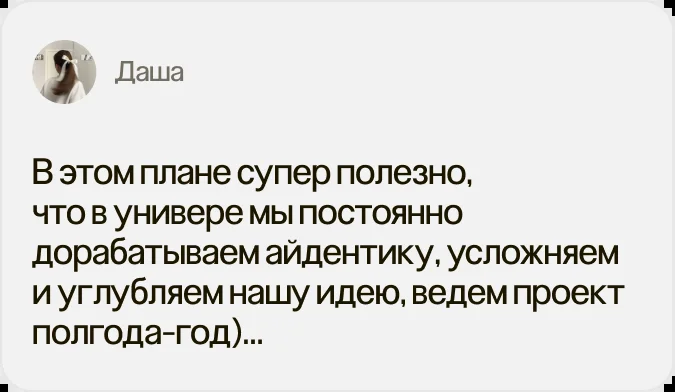 Даша
В этом плане супер полезно,
что в универе мы постоянно
дорабатываем айдентику, усложняем
и углубляем нашу идею, ведем проект
полгода-год)...